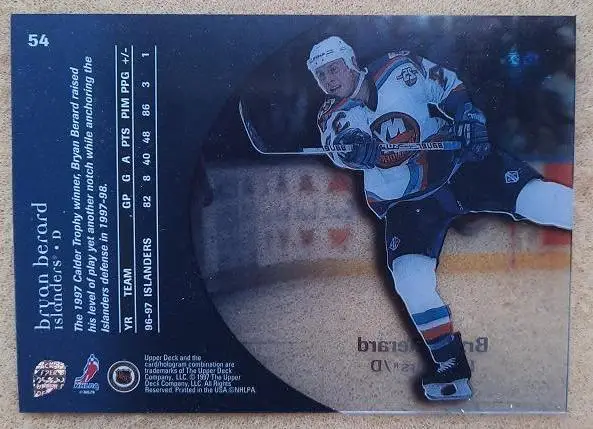 54
bryan berard
islanders® • D
The 1997 Calder Trophy winner, Bryan Berard raised
his level of play yet another notch while anchoring the
Islanders defense in 1997-98.
YR TEAM GP G A PTS PIM PPG +/-
96-97 ISLANDERS 82 8 40 48 86 3 1
NHLPA
Upper Deck and the
card/hologram combination are
trademarks of The Upper Deck
Company, LLC. © 1997 The Upper
Deck Company, LLC. All Rights
Reserved. Printed in the USA ©NHLPA.